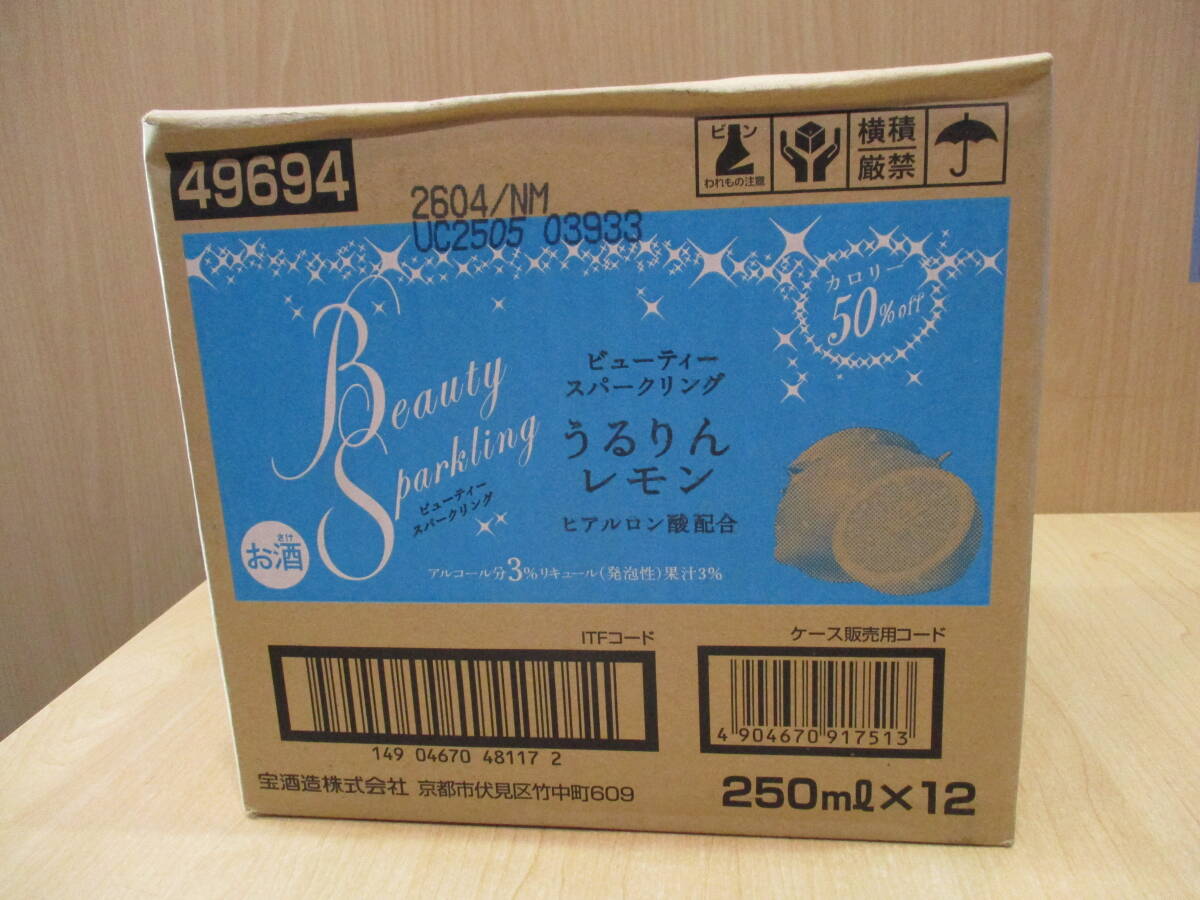 49694
2604/NM
UC2505 03933
ビン
われもの注意
横積
厳禁
カロリー
50%off
Beauty
Sparkling
ビューティー
スパークリング
ビューティー
スパークリング
うるりん
レモン
ヒアルロン酸配合
さけ
お酒
アルコール分3%リキュール(発泡性)果汁3%
ITFコード
149 04670 48117 2
ケース販売用コード
4 904670 917513
宝酒造株式会社 京都市伏見区竹中町609
250mℓ×12